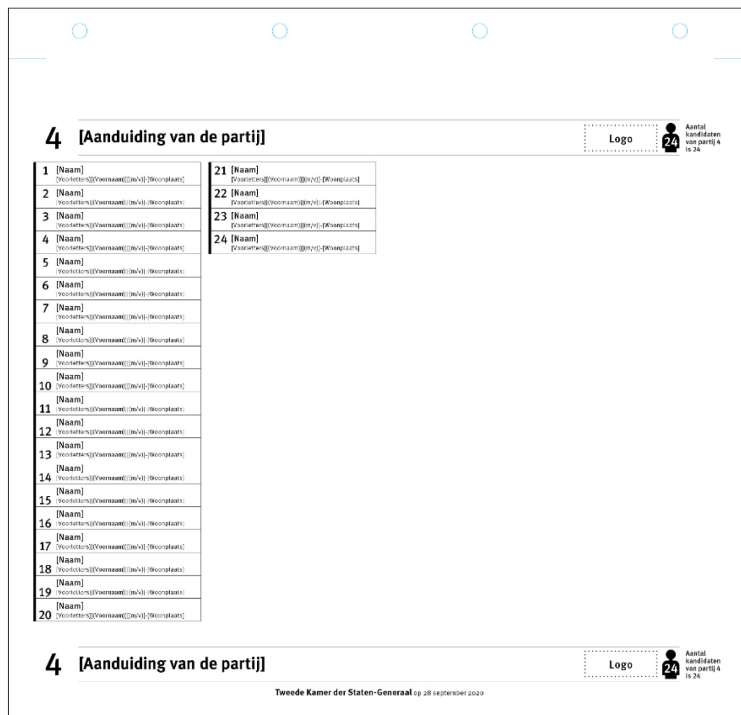 4 [Aanduiding van de partij]
Logo
24
Aantal
kandidaten
van partij 4
is 24
1 [Naam]
[Voorletters][(Voornaam)][(m/v)]-[Woonplaats]
2 [Naam]
[Voorletters][(Voornaam)][(m/v)]-[Woonplaats]
3 [Naam]
[Voorletters][(Voornaam)][(m/v)]-[Woonplaats]
4 [Naam]
[Voorletters][(Voornaam)][(m/v)]-[Woonplaats]
5 [Naam]
[Voorletters][(Voornaam)][(m/v)]-[Woonplaats]
6 [Naam]
[Voorletters][(Voornaam)][(m/v)]-[Woonplaats]
7 [Naam]
[Voorletters][(Voornaam)][(m/v)]-[Woonplaats]
8 [Naam]
[Voorletters][(Voornaam)][(m/v)]-[Woonplaats]
9 [Naam]
[Voorletters][(Voornaam)][(m/v)]-[Woonplaats]
10 [Naam]
[Voorletters][(Voornaam)][(m/v)]-[Woonplaats]
11 [Naam]
[Voorletters][(Voornaam)][(m/v)]-[Woonplaats]
12 [Naam]
[Voorletters][(Voornaam)][(m/v)]-[Woonplaats]
13 [Naam]
[Voorletters][(Voornaam)][(m/v)]-[Woonplaats]
14 [Naam]
[Voorletters][(Voornaam)][(m/v)]-[Woonplaats]
15 [Naam]
[Voorletters][(Voornaam)][(m/v)]-[Woonplaats]
16 [Naam]
[Voorletters][(Voornaam)][(m/v)]-[Woonplaats]
17 [Naam]
[Voorletters][(Voornaam)][(m/v)]-[Woonplaats]
18 [Naam]
[Voorletters][(Voornaam)][(m/v)]-[Woonplaats]
19 [Naam]
[Voorletters][(Voornaam)][(m/v)]-[Woonplaats]
20 [Naam]
[Voorletters][(Voornaam)][(m/v)]-[Woonplaats]
21 [Naam]
[Voorletters][(Voornaam)][(m/v)]-[Woonplaats]
22 [Naam]
[Voorletters][(Voornaam)][(m/v)]-[Woonplaats]
23 [Naam]
[Voorletters][(Voornaam)][(m/v)]-[Woonplaats]
24 [Naam]
[Voorletters][(Voornaam)][(m/v)]-[Woonplaats]
4 [Aanduiding van de partij]
Logo
24
Aantal
kandidaten
van partij 4
is 24
Tweede Kamer der Staten-Generaal op 28 september 2020